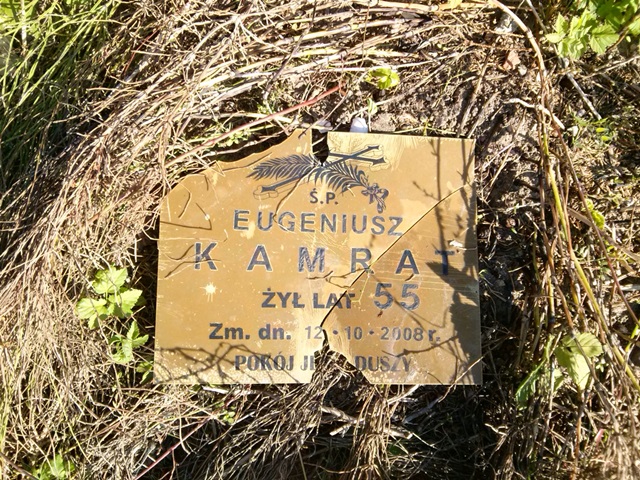 Ś.P.
EUGENIUSZ
KAMRAT
ŻYŁ LAT 55
Zm. dn. 12 · 10 · 2008 r.
POKÓJ DUSZY